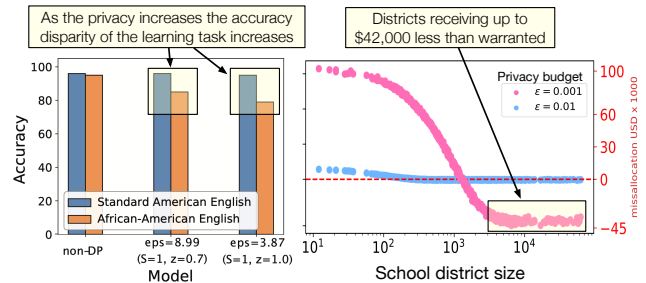 As the privacy increases the accuracy
disparity of the learning task increases
Districts receiving up to
$42,000 less than warranted
100
80
60
40
20
0
Accuracy
Standard American English
African-American English
non-DP
eps=8.99
(S=1, z=0.7)
eps=3.87
(S=1, z=1.0)
Model
Privacy budget
ε = 0.001
ε = 0.01
100
60
30
0
−45
missallocation USD x 1000
10¹
10²
10³
10⁴
School district size